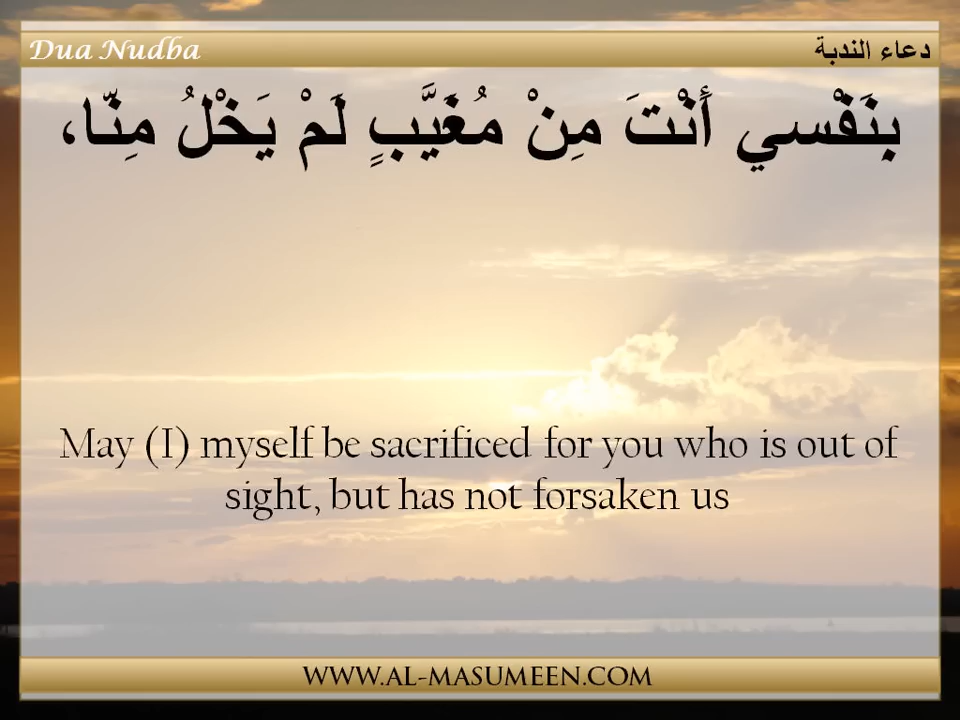 Dua Nudba دعاء الندبة
بِنَفْسي أَنْتَ مِنْ مُغَيَّبٍ لَمْ يَخْلُ مِنّا،
May (I) myself be sacrificed for you who is out of
sight, but has not forsaken us
WWW.AL-MASUMEEN.COM